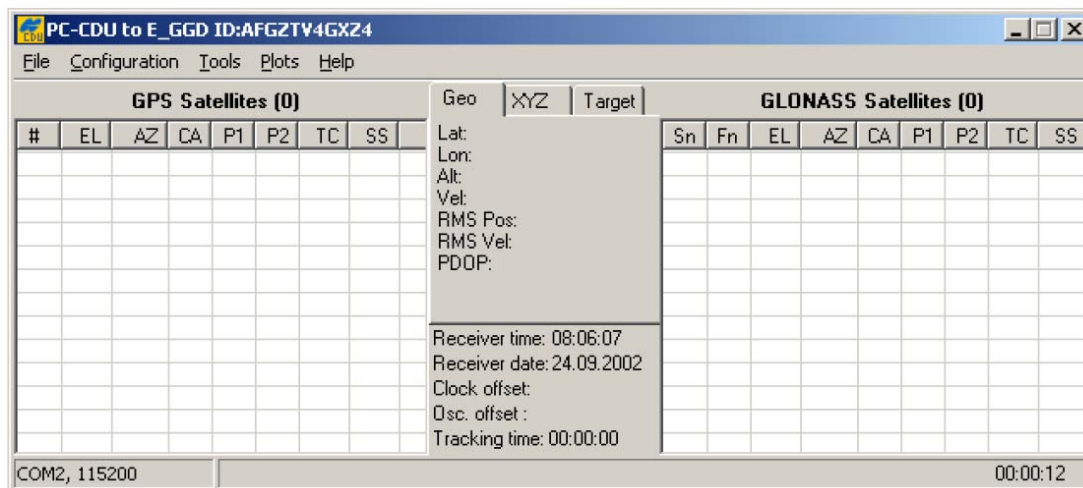 PC-CDU to E_GGD ID:AFGZTV4GXZ4
File Configuration Tools Plots Help
GPS Satellites (0)
# EL AZ CA P1 P2 TC SS
Geo XYZ Target
Lat:
Lon:
Alt:
Vel:
RMS Pos:
RMS Vel:
PDOP:
Receiver time: 08:06:07
Receiver date: 24.09.2002
Clock offset:
Osc. offset :
Tracking time: 00:00:00
GLONASS Satellites (0)
Sn Fn EL AZ CA P1 P2 TC SS
COM2, 115200
00:00:12